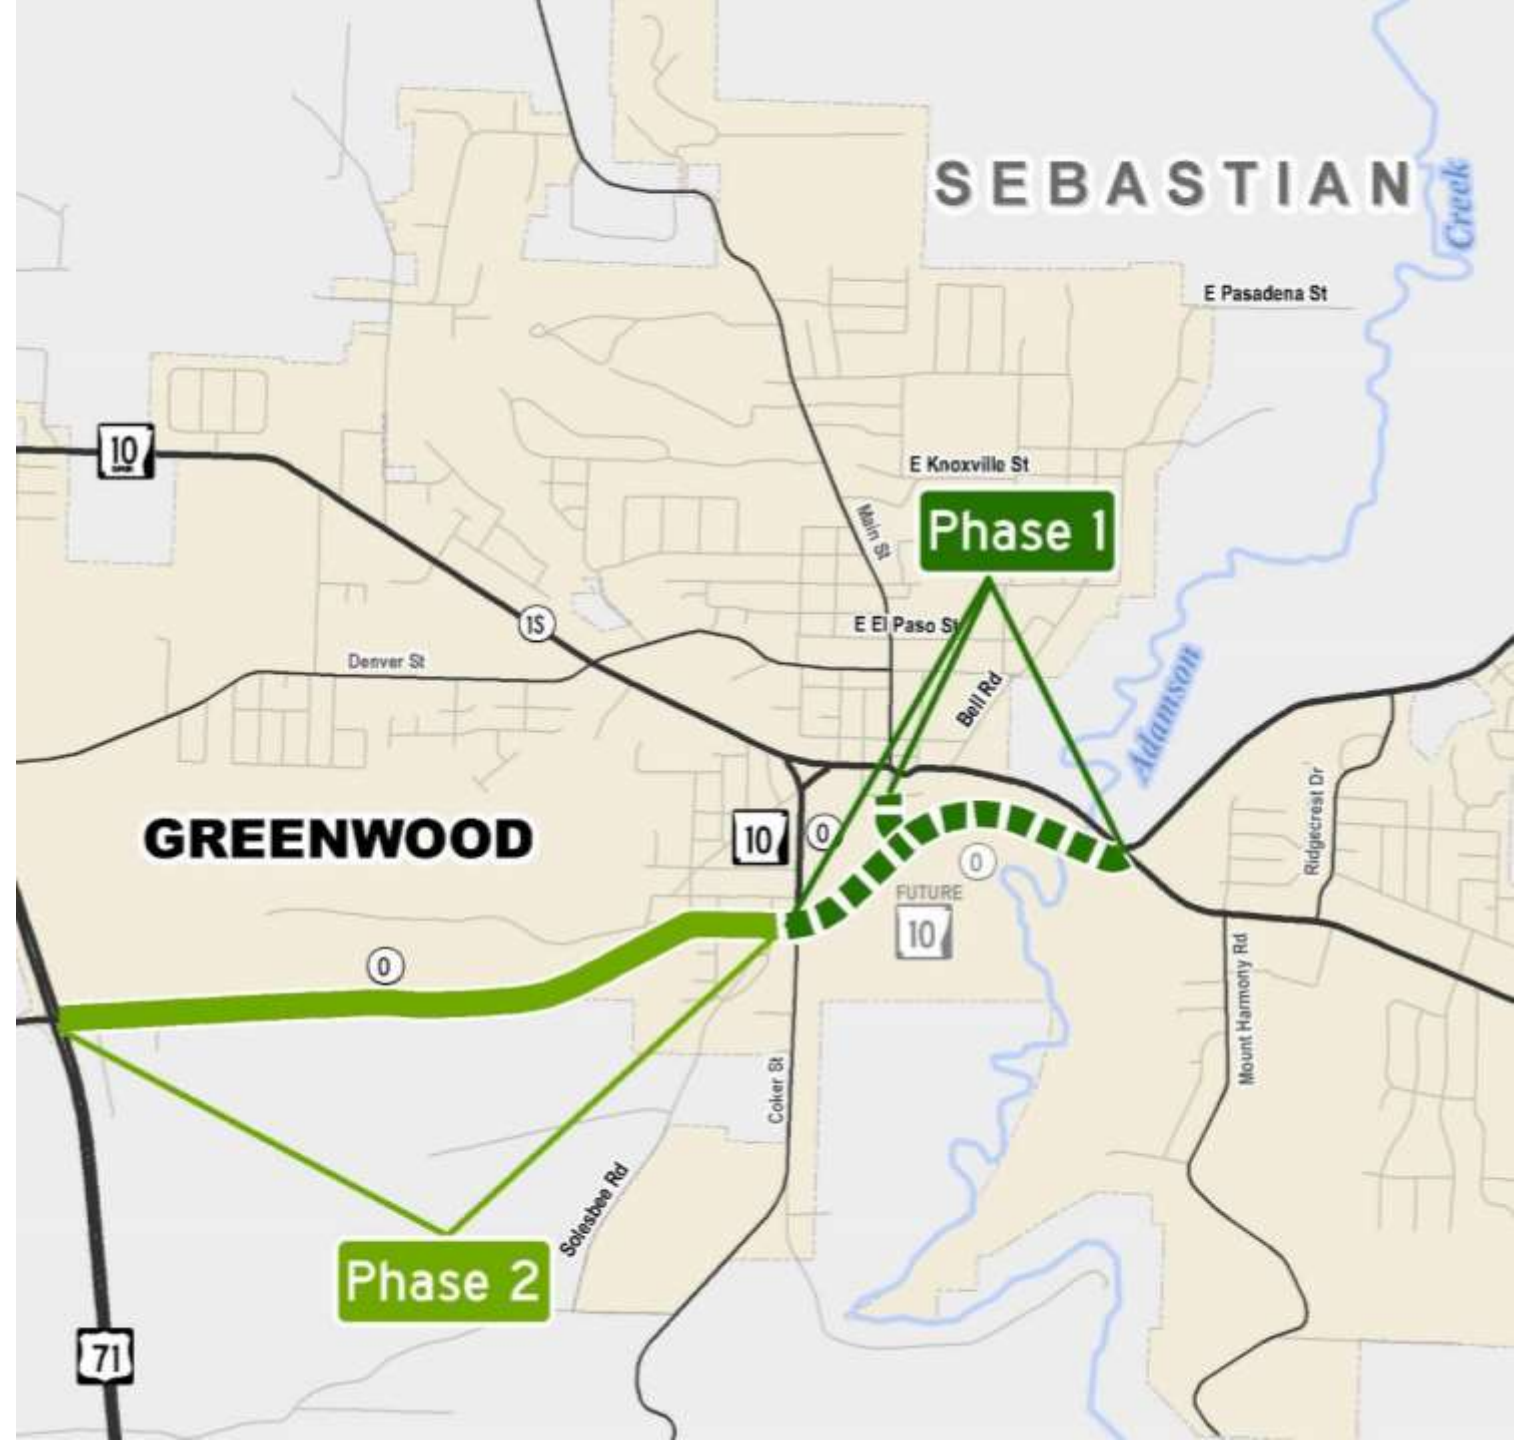 SEBASTIAN
Creek
E Pasadena St
10
E Knoxville St
Main St
Phase 1
1S
E El Paso St
Denver St
Bell Rd
Adamson
Ridgecrest Dr
GREENWOOD
10
0
0
FUTURE
10
0
Mount Harmony Rd
Coker St
Solesbee Rd
Phase 2
71